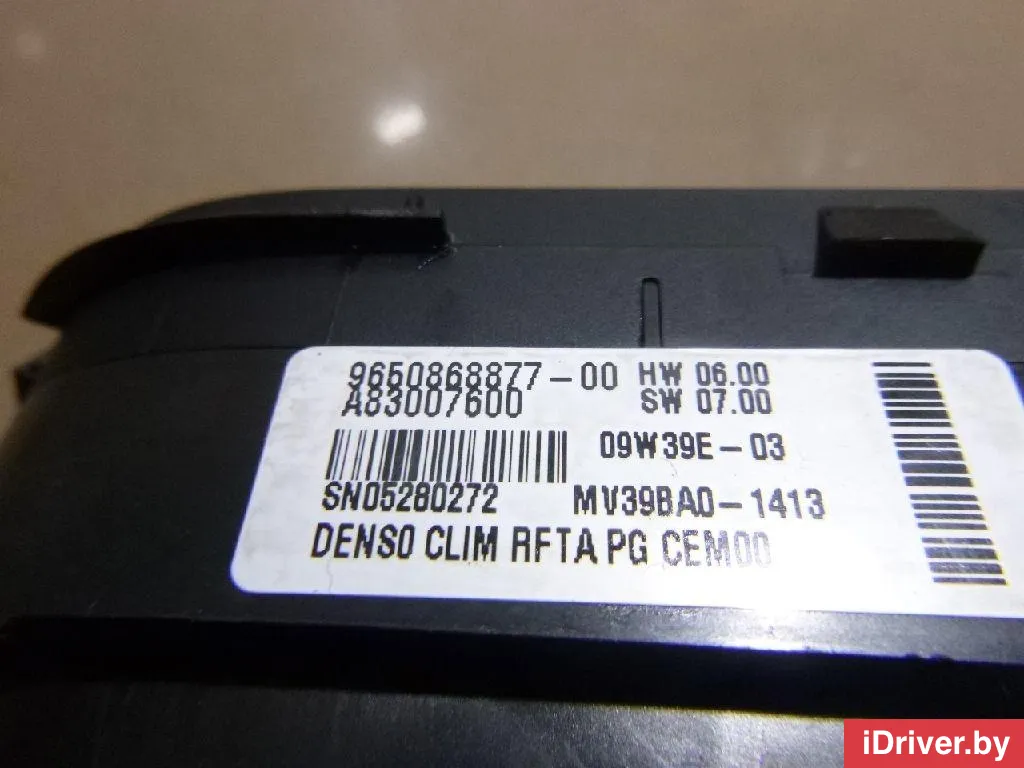 9650868877-00 HW 06.00
A83007600 SW 07.00
09W39E-03
SN05280272 MV39BA0-1413
DENSO CLIM RFTA PG CEM00
iDriver.by